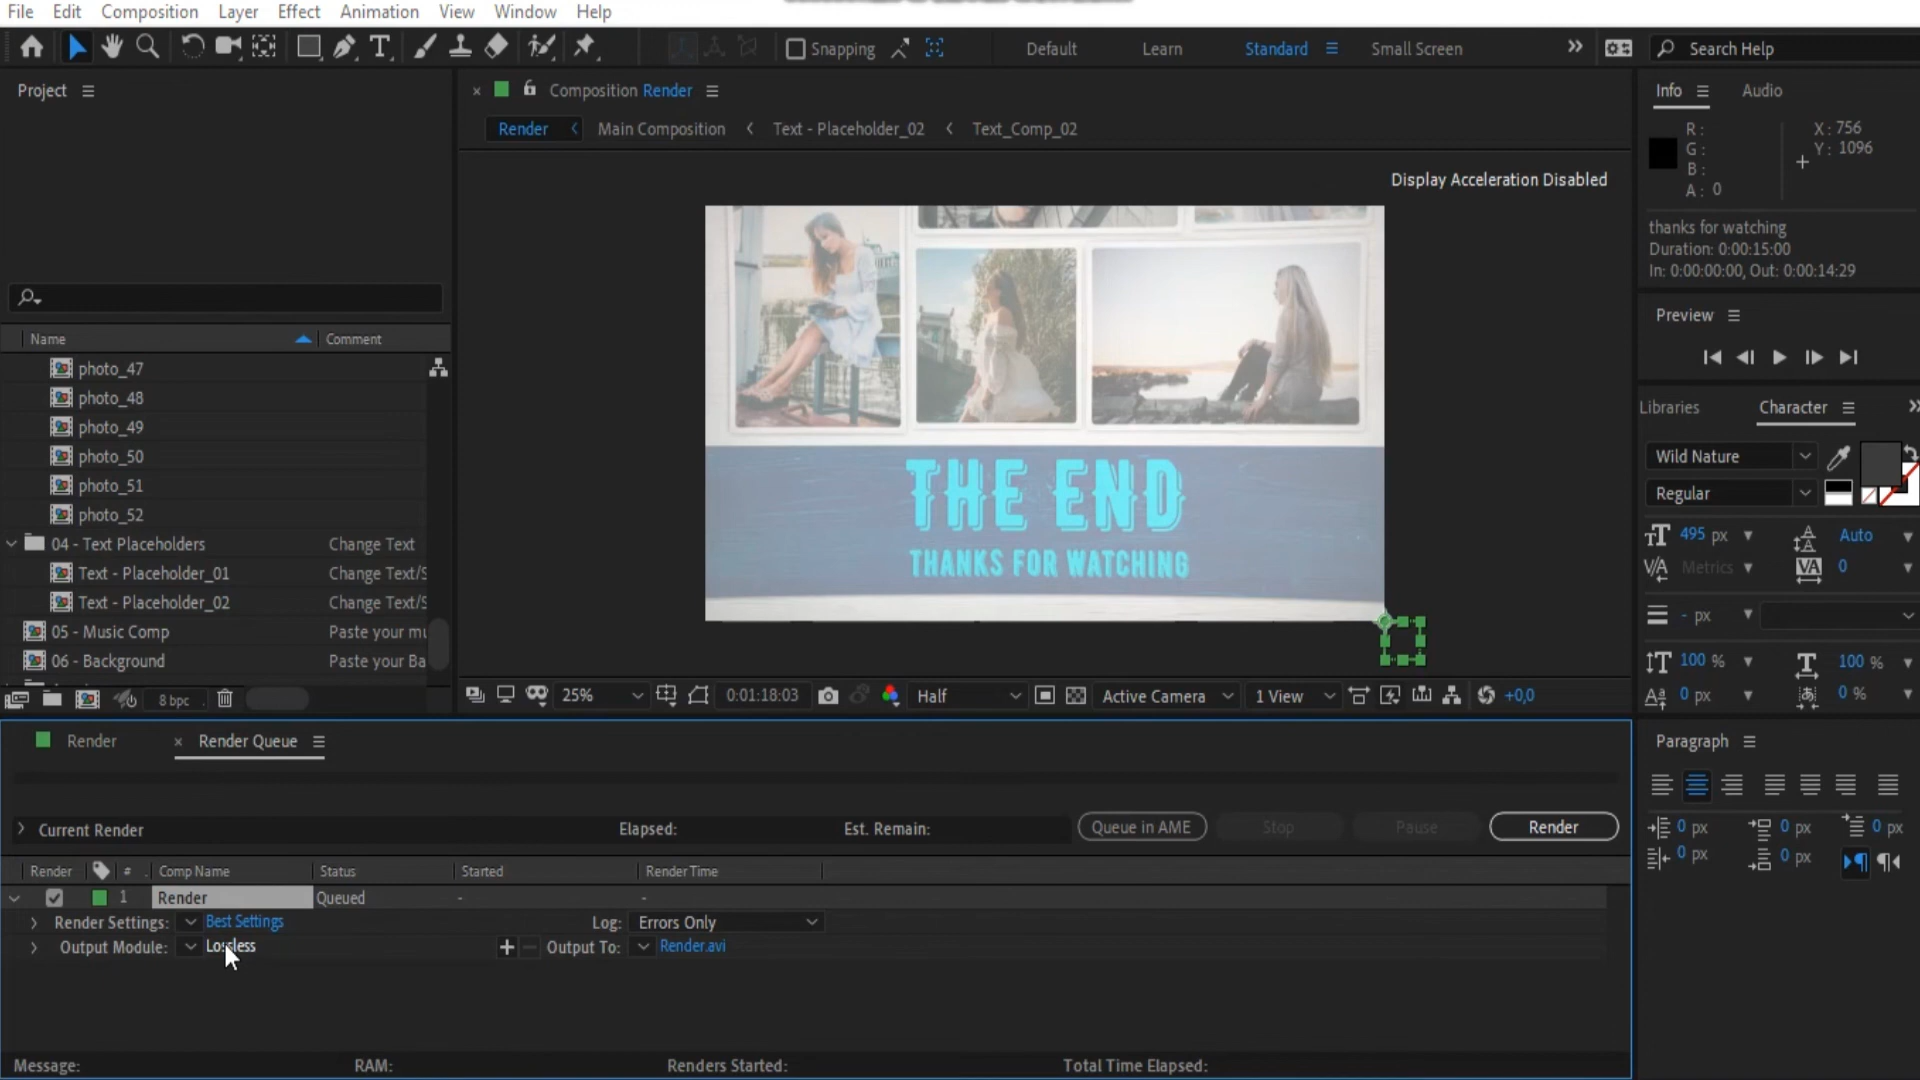 File Edit Composition Layer Effect Animation View Window Help
Snapping Default Learn Standard Small Screen Search Help
Project
Composition Render
Render Main Composition Text - Placeholder_02 Text_Comp_02
Display Acceleration Disabled
THE END
THANKS FOR WATCHING
Name Comment
photo_47
photo_48
photo_49
photo_50
photo_51
photo_52
04 - Text Placeholders Change Text
Text - Placeholder_01 Change Text/S
Text - Placeholder_02 Change Text/S
05 - Music Comp Paste your mu
06 - Background Paste your Ba
8 bpc
25% 0:01:18:03 Half Active Camera 1 View +0,0
Info Audio
R: X: 756
G: Y: 1096
B:
A: 0
thanks for watching
Duration: 0:00:15:00
In: 0:00:00:00, Out: 0:00:14:29
Preview
Libraries Character
Wild Nature
Regular
495 px Auto
Metrics 0
- px
100 % 100 %
0 px 0 %
Paragraph
0 px 0 px 0 px
0 px 0 px
Render Render Queue
Current Render Elapsed: Est. Remain: Queue in AME Stop Pause Render
Render # Comp Name Status Started Render Time
1 Render Queued - -
Render Settings: Best Settings Log: Errors Only
Output Module: Lossless Output To: Render.avi
Message: RAM: Renders Started: Total Time Elapsed: